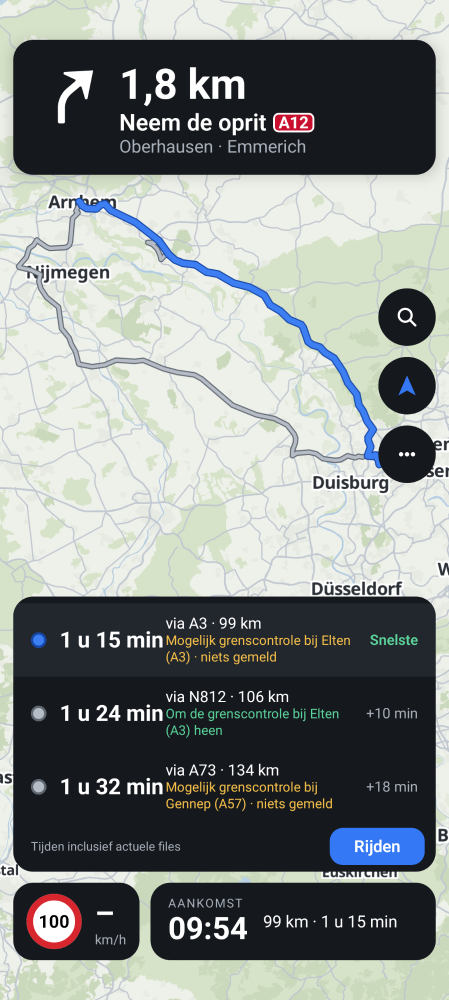 1,8 km
Neem de oprit A12
Oberhausen · Emmerich
Arnhem
Nijmegen
Duisburg
Düsseldorf
1 u 15 min
via A3 · 99 km
Mogelijk grenscontrole bij Elten
(A3) · niets gemeld
Snelste
1 u 24 min
via N812 · 106 km
Om de grenscontrole bij Elten
(A3) heen
+10 min
1 u 32 min
via A73 · 134 km
Mogelijk grenscontrole bij
Gennep (A57) · niets gemeld
+18 min
Tijden inclusief actuele files
Rijden
Euskirchen
100
–
km/h
AANKOMST
09:54
99 km · 1 u 15 min